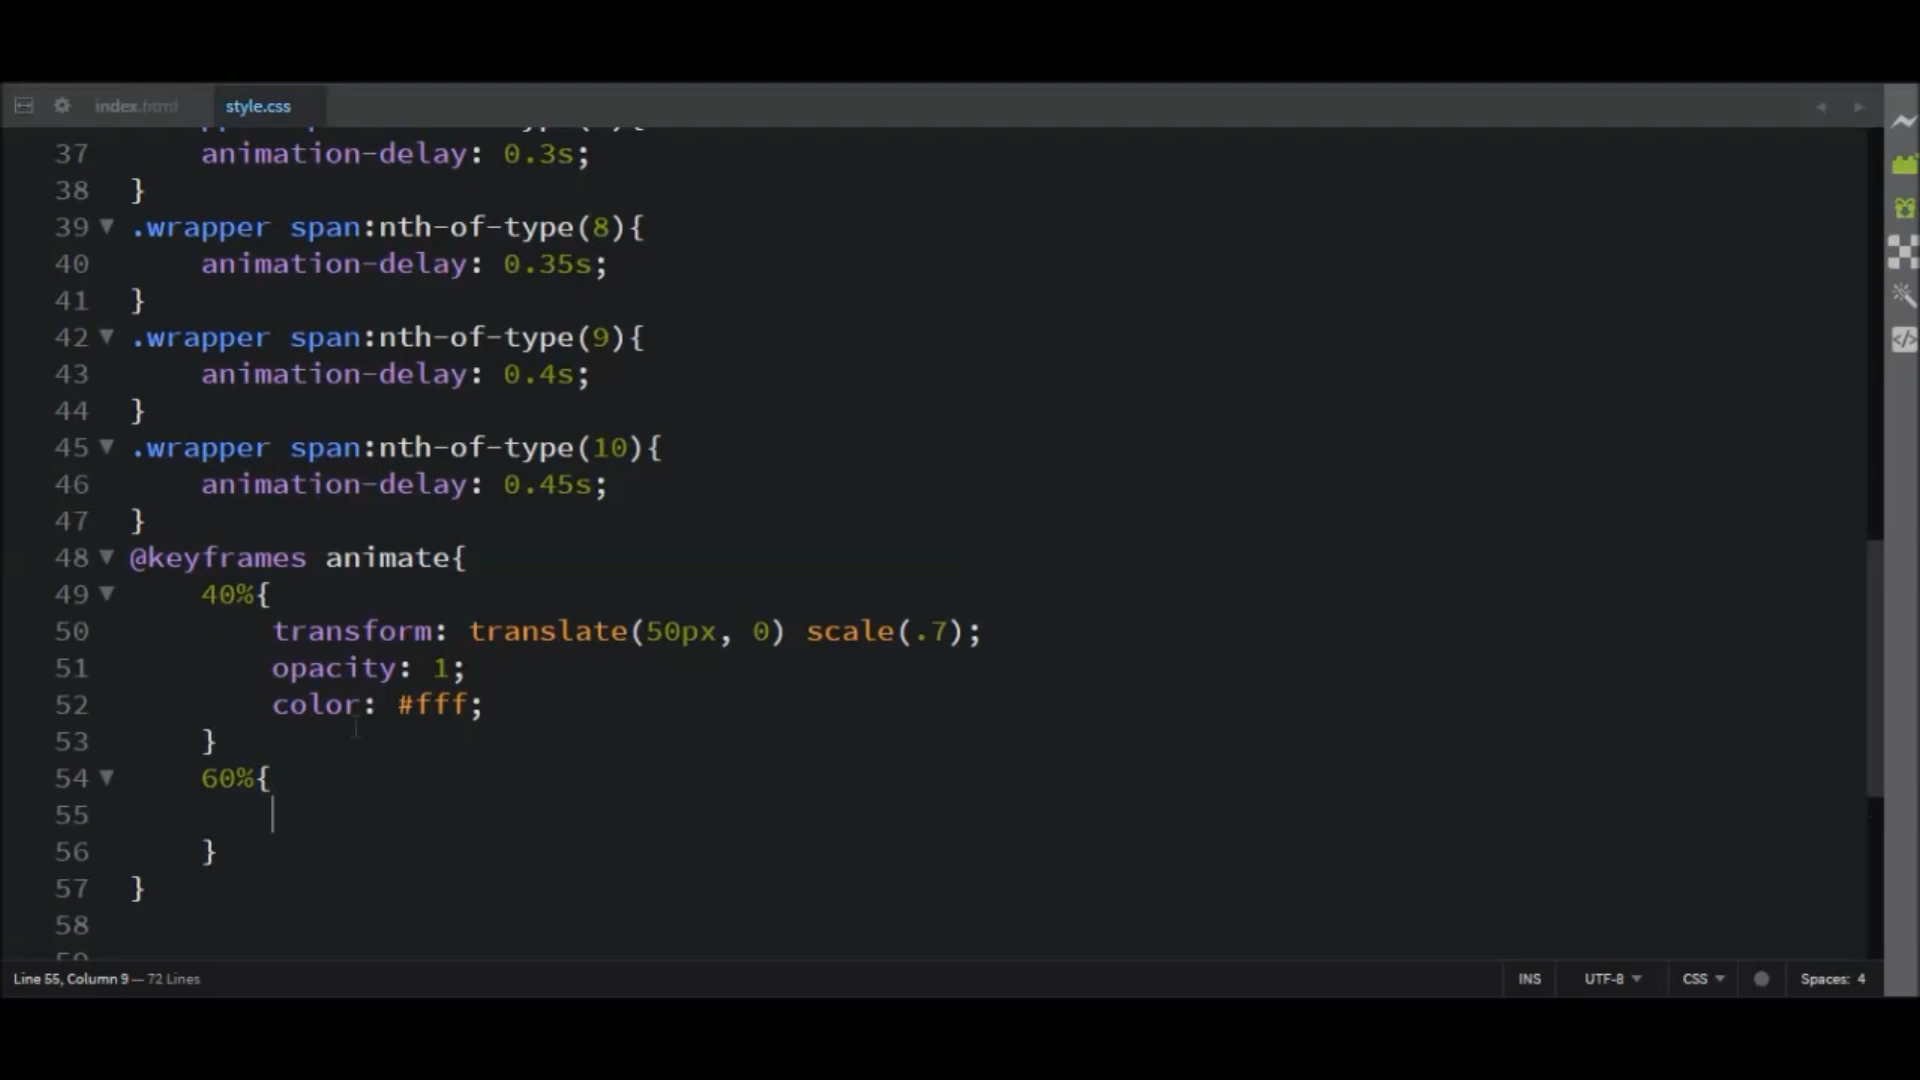 index.html style.css
37 animation-delay: 0.3s;
38 }
39 .wrapper span:nth-of-type(8){
40 animation-delay: 0.35s;
41 }
42 .wrapper span:nth-of-type(9){
43 animation-delay: 0.4s;
44 }
45 .wrapper span:nth-of-type(10){
46 animation-delay: 0.45s;
47 }
48 @keyframes animate{
49 40%{
50 transform: translate(50px, 0) scale(.7);
51 opacity: 1;
52 color: #fff;
53 }
54 60%{
55
56 }
57 }
58
Line 55, Column 9 — 72 Lines INS UTF-8 CSS Spaces: 4